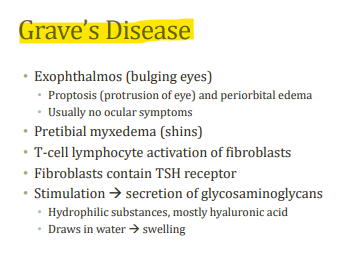 Grave's Disease
• Exophthalmos (bulging eyes)
• Proptosis (protrusion of eye) and periorbital edema
• Usually no ocular symptoms
• Pretibial myxedema (shins)
• T-cell lymphocyte activation of fibroblasts
• Fibroblasts contain TSH receptor
• Stimulation → secretion of glycosaminoglycans
• Hydrophilic substances, mostly hyaluronic acid
• Draws in water → swelling